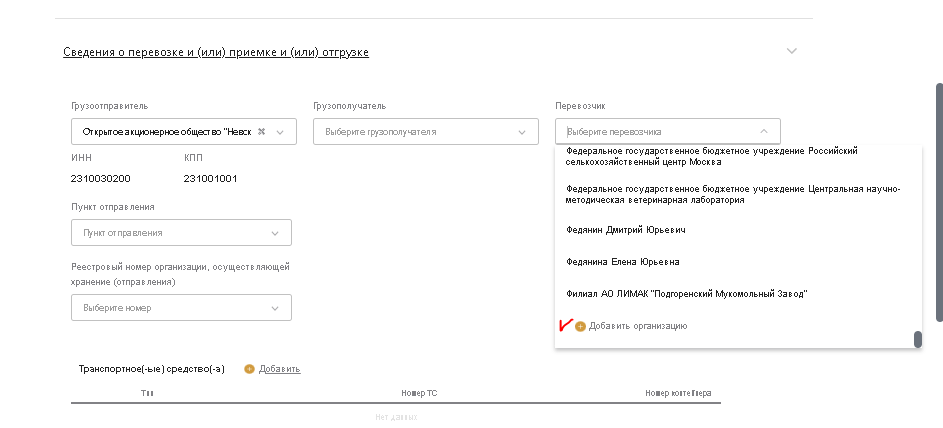 Сведения о перевозке и (или) приемке и (или) отгрузке
Грузоотправитель
Грузополучатель
Перевозчик
Открытое акционерное общество "Невск
Выберите грузополучателя
Выберите перевозчика
ИНН
КПП
2310030200
231001001
Федеральное государственное бюджетное учреждение Российский
сельскохозяйственный центр Москва
Федеральное государственное бюджетное учреждение Центральная научно-
методическая ветеринарная лаборатория
Федянин Дмитрий Юрьевич
Федянина Елена Юрьевна
Филиал АО ЛИМАК "Подгоренский Мукомольный Завод"
Добавить организацию
Пункт отправления
Пункт отправления
Реестровый номер организации, осуществляющей
хранение (отправления)
Выберите номер
Транспортное(-ые) средство(-а)
Добавить
Тип
Номер ТС
Номер контейнера
Нет данных